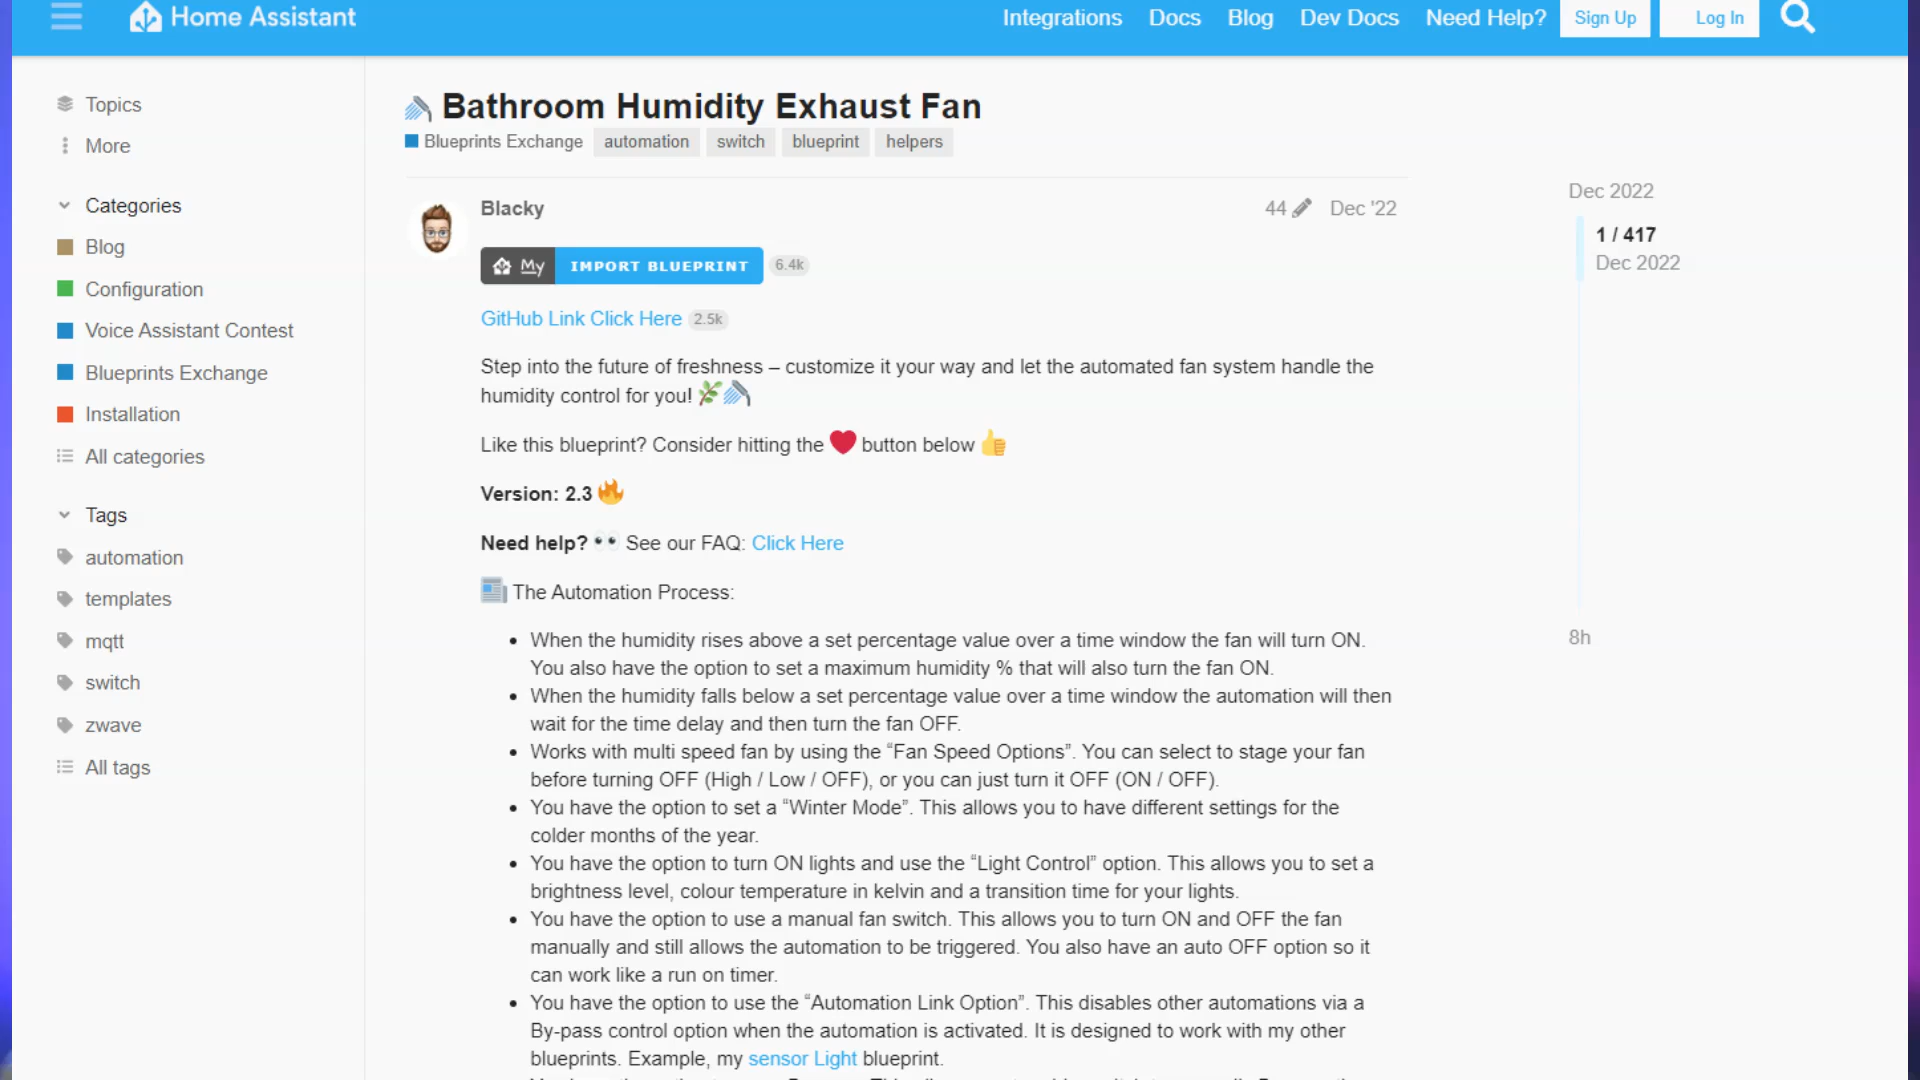 Home Assistant
Integrations Docs Blog Dev Docs Need Help? Sign Up Log In
Topics
More
Categories
Blog
Configuration
Voice Assistant Contest
Blueprints Exchange
Installation
All categories
Tags
automation
templates
mqtt
switch
zwave
All tags
Bathroom Humidity Exhaust Fan
Blueprints Exchange automation switch blueprint helpers
Blacky 44 Dec '22
My IMPORT BLUEPRINT 6.4k
GitHub Link Click Here 2.5k
Step into the future of freshness – customize it your way and let the automated fan system handle the
humidity control for you!
Like this blueprint? Consider hitting the ❤️ button below 👍
Version: 2.3 🔥
Need help? 👀 See our FAQ: Click Here
The Automation Process:
• When the humidity rises above a set percentage value over a time window the fan will turn ON.
You also have the option to set a maximum humidity % that will also turn the fan ON.
• When the humidity falls below a set percentage value over a time window the automation will then
wait for the time delay and then turn the fan OFF.
• Works with multi speed fan by using the “Fan Speed Options”. You can select to stage your fan
before turning OFF (High / Low / OFF), or you can just turn it OFF (ON / OFF).
• You have the option to set a “Winter Mode”. This allows you to have different settings for the
colder months of the year.
• You have the option to turn ON lights and use the “Light Control” option. This allows you to set a
brightness level, colour temperature in kelvin and a transition time for your lights.
• You have the option to use a manual fan switch. This allows you to turn ON and OFF the fan
manually and still allows the automation to be triggered. You also have an auto OFF option so it
can work like a run on timer.
• You have the option to use the “Automation Link Option”. This disables other automations via a
By-pass control option when the automation is activated. It is designed to work with my other
blueprints. Example, my sensor Light blueprint.
Dec 2022
1 / 417
Dec 2022
8h